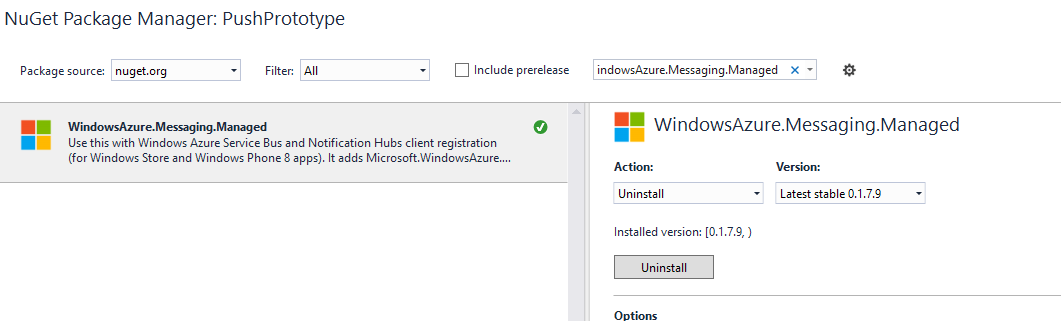 NuGet Package Manager: PushPrototype
Package source: nuget.org Filter: All Include prerelease indowsAzure.Messaging.Managed
WindowsAzure.Messaging.Managed
Use this with Windows Azure Service Bus and Notification Hubs client registration
(for Windows Store and Windows Phone 8 apps). It adds Microsoft.WindowsAzure....
WindowsAzure.Messaging.Managed
Action: Version:
Uninstall Latest stable 0.1.7.9
Installed version: [0.1.7.9, )
Uninstall
Options